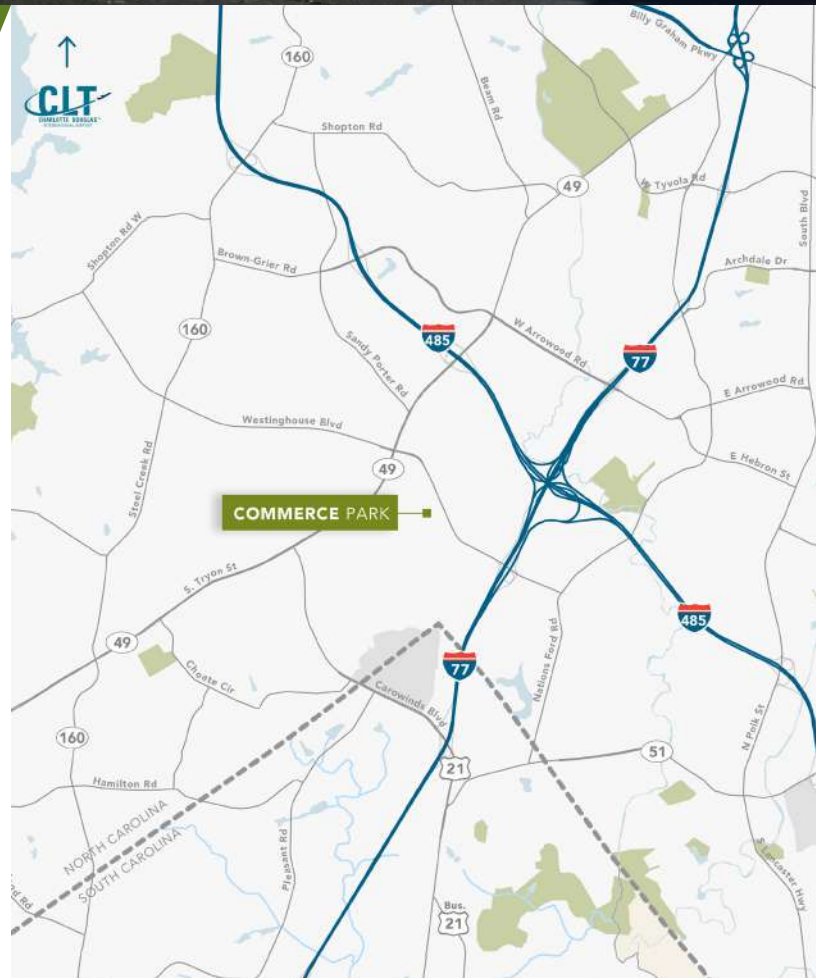 Billy Graham Pkwy
160
CLT
CHARLOTTE DOUGLAS
INTERNATIONAL AIRPORT
Beam Rd
Shopton Rd
49
W Tyvola Rd
South Blvd
Shopton Rd W
Brown-Grier Rd
Archdale Dr
160
485
W Arrowood Rd
77
Sandy Porter Rd
E Arrowood Rd
Westinghouse Blvd
E Hebron St
49
Steel Creek Rd
COMMERCE PARK
S. Tryon St
485
49
Nations Ford Rd
77
Choate Cir
Carowinds Blvd
N Polk St
160
51
21
Hamilton Rd
NORTH CAROLINA
SOUTH CAROLINA
Pleasant Rd
S Lancaster Hwy
Rd Rd
Bus.
21